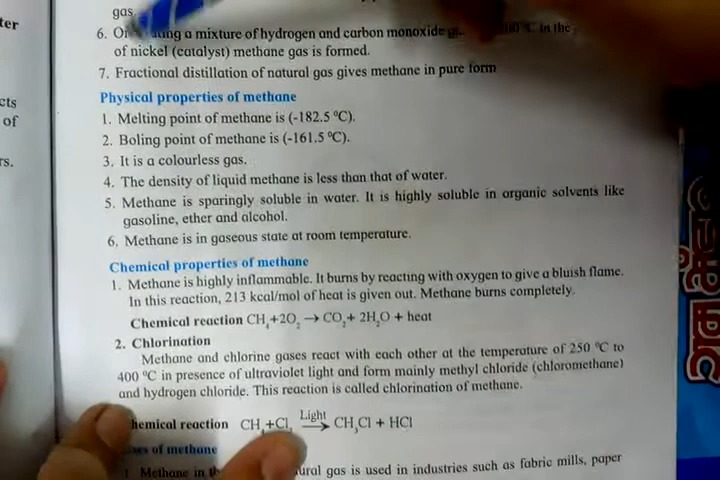 ter
cts
of
rs.
gas.
6. a mixture of hydrogen and carbon monoxide °C in the
of nickel (catalyst) methane gas is formed.
7. Fractional distillation of natural gas gives methane in pure form
Physical properties of methane
1. Melting point of methane is (-182.5 ⁰C).
2. Boling point of methane is (-161.5 ⁰C).
3. It is a colourless gas.
4. The density of liquid methane is less than that of water.
5. Methane is sparingly soluble in water. It is highly soluble in organic solvents like
gasoline, ether and alcohol.
6. Methane is in gaseous state at room temperature.
Chemical properties of methane
1. Methane is highly inflammable. It burns by reacting with oxygen to give a bluish flame.
In this reaction, 213 kcal/mol of heat is given out. Methane burns completely.
Chemical reaction CH₄+2O₂ → CO₂+ 2H₂O + heat
2. Chlorination
Methane and chlorine gases react with each other at the temperature of 250 ⁰C to
400 ⁰C in presence of ultraviolet light and form mainly methyl chloride (chloromethane)
and hydrogen chloride. This reaction is called chlorination of methane.
hemical reaction CH₄+Cl₂ Light → CH₃Cl + HCl
ses of methane
1. Methane in th ural gas is used in industries such as fabric mills, paper